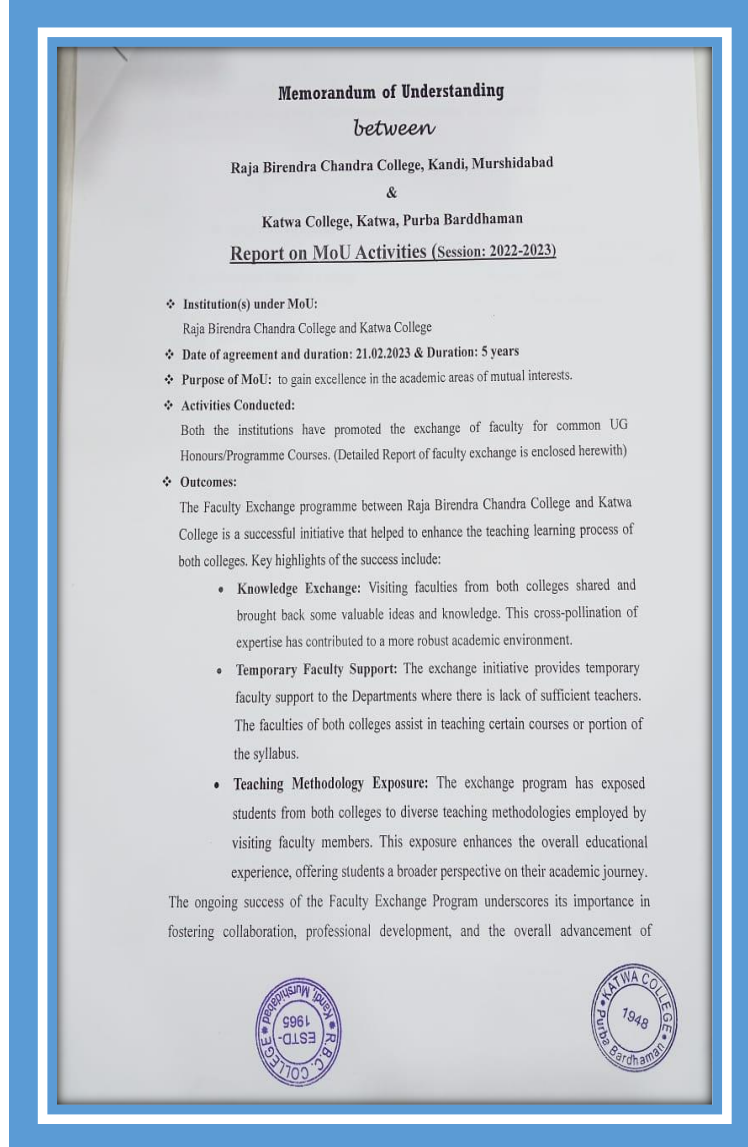 Memorandum of Understanding
between
Raja Birendra Chandra College, Kandi, Murshidabad
&
Katwa College, Katwa, Purba Barddhaman
Report on MoU Activities (Session: 2022-2023)
❖ Institution(s) under MoU:
Raja Birendra Chandra College and Katwa College
❖ Date of agreement and duration: 21.02.2023 & Duration: 5 years
❖ Purpose of MoU: to gain excellence in the academic areas of mutual interests.
❖ Activities Conducted:
Both the institutions have promoted the exchange of faculty for common UG
Honours/Programme Courses. (Detailed Report of faculty exchange is enclosed herewith)
❖ Outcomes:
The Faculty Exchange programme between Raja Birendra Chandra College and Katwa
College is a successful initiative that helped to enhance the teaching learning process of
both colleges. Key highlights of the success include:
• Knowledge Exchange: Visiting faculties from both colleges shared and
brought back some valuable ideas and knowledge. This cross-pollination of
expertise has contributed to a more robust academic environment.
• Temporary Faculty Support: The exchange initiative provides temporary
faculty support to the Departments where there is lack of sufficient teachers.
The faculties of both colleges assist in teaching certain courses or portion of
the syllabus.
• Teaching Methodology Exposure: The exchange program has exposed
students from both colleges to diverse teaching methodologies employed by
visiting faculty members. This exposure enhances the overall educational
experience, offering students a broader perspective on their academic journey.
The ongoing success of the Faculty Exchange Program underscores its importance in
fostering collaboration, professional development, and the overall advancement of
R.B.C. COLLEGE
Kandi, Murshidabad
ESTD-
1965
KATWA COLLEGE
1948
Purba Bardhaman